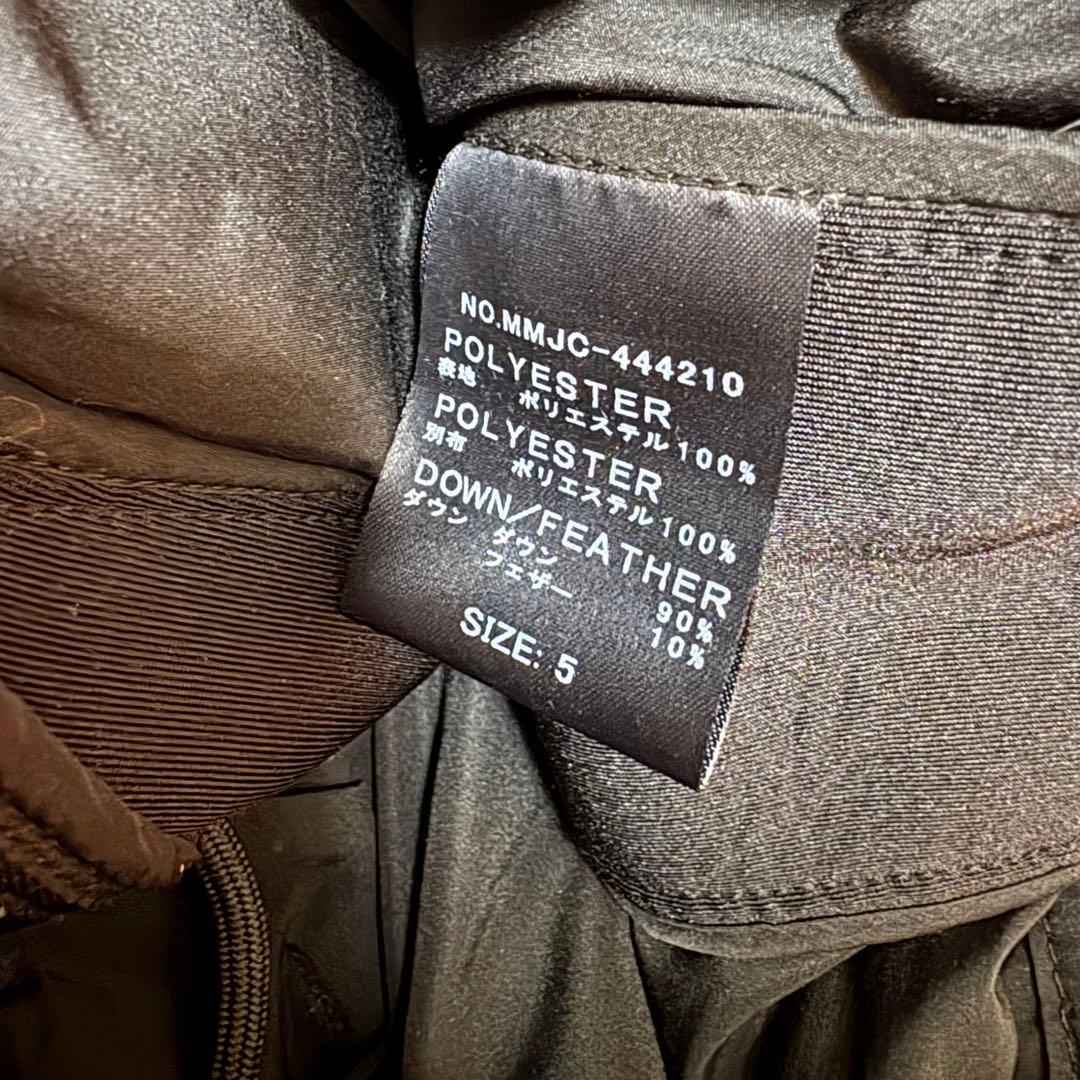 NO.MMJC-444210
POLYESTER
表地 ポリエステル100%
POLYESTER
別布 ポリエステル100%
DOWN/FEATHER
ダウン ダウン 90%
フェザー 10%
SIZE: 5